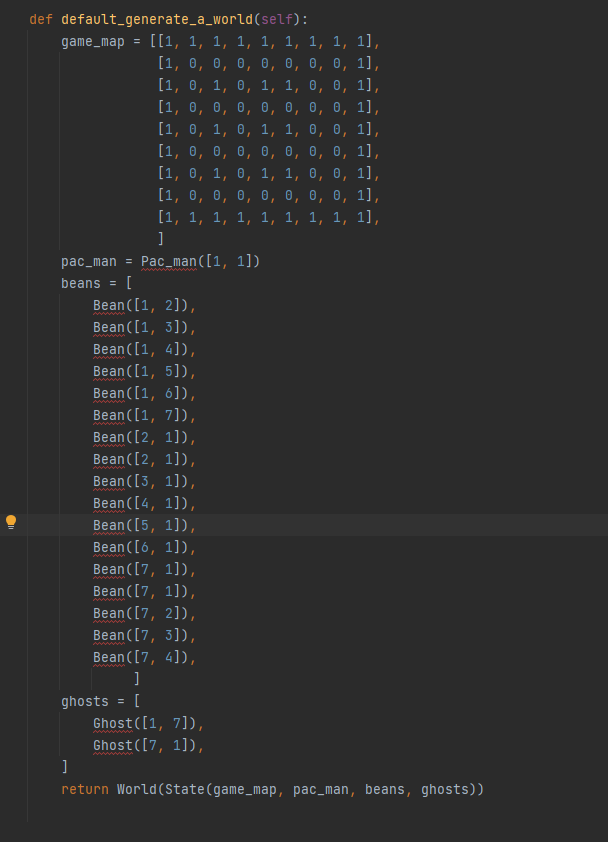 def default_generate_a_world(self):
    game_map = [[1, 1, 1, 1, 1, 1, 1, 1, 1],
                [1, 0, 0, 0, 0, 0, 0, 0, 1],
                [1, 0, 1, 0, 1, 1, 0, 0, 1],
                [1, 0, 0, 0, 0, 0, 0, 0, 1],
                [1, 0, 1, 0, 1, 1, 0, 0, 1],
                [1, 0, 0, 0, 0, 0, 0, 0, 1],
                [1, 0, 1, 0, 1, 1, 0, 0, 1],
                [1, 0, 0, 0, 0, 0, 0, 0, 1],
                [1, 1, 1, 1, 1, 1, 1, 1, 1],
                ]
    pac_man = Pac_man([1, 1])
    beans = [
        Bean([1, 2]),
        Bean([1, 3]),
        Bean([1, 4]),
        Bean([1, 5]),
        Bean([1, 6]),
        Bean([1, 7]),
        Bean([2, 1]),
        Bean([2, 1]),
        Bean([3, 1]),
        Bean([4, 1]),
        Bean([5, 1]),
        Bean([6, 1]),
        Bean([7, 1]),
        Bean([7, 1]),
        Bean([7, 2]),
        Bean([7, 3]),
        Bean([7, 4]),
             ]
    ghosts = [
        Ghost([1, 7]),
        Ghost([7, 1]),
    ]
    return World(State(game_map, pac_man, beans, ghosts))